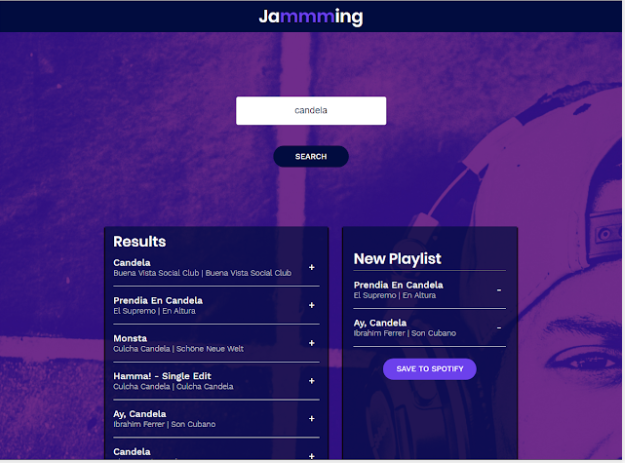 Jammming
candela
SEARCH
Results
Candela
Buena Vista Social Club | Buena Vista Social Club
+
Prendia En Candela
El Supremo | En Altura
+
Monsta
Culcha Candela | Schöne Neue Welt
+
Hamma! - Single Edit
Culcha Candela | Culcha Candela
+
Ay, Candela
Ibrahim Ferrer | Son Cubano
+
Candela
+
New Playlist
Prendia En Candela
El Supremo | En Altura
-
Ay, Candela
Ibrahim Ferrer | Son Cubano
-
SAVE TO SPOTIFY